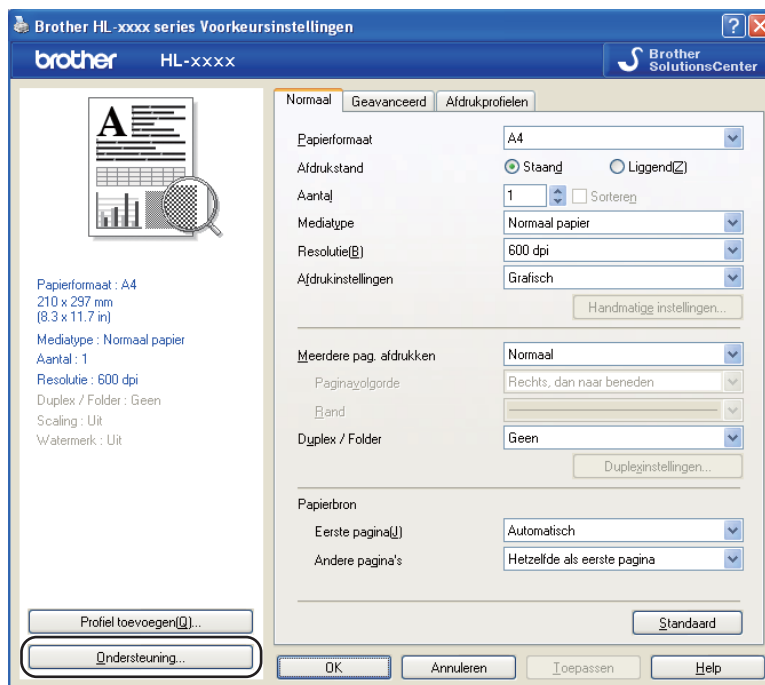 Brother HL-xxxx series Voorkeursinstellingen
brother HL-xxxx
Brother
SolutionsCenter
A
Papierformaat : A4
210 x 297 mm
(8.3 x 11.7 in)
Mediatype : Normaal papier
Aantal : 1
Resolutie : 600 dpi
Duplex / Folder : Geen
Scaling : Uit
Watermerk : Uit
Profiel toevoegen(Q)...
Ondersteuning...
Normaal Geavanceerd Afdrukprofielen
Papierformaat A4
Afdrukstand Staand Liggend(Z)
Aantal 1 Sorteren
Mediatype Normaal papier
Resolutie(B) 600 dpi
Afdrukinstellingen Grafisch
Handmatige instellingen...
Meerdere pag. afdrukken Normaal
Paginavolgorde Rechts, dan naar beneden
Rand
Duplex / Folder Geen
Duplexinstellingen...
Papierbron
Eerste pagina(J) Automatisch
Andere pagina's Hetzelfde als eerste pagina
Standaard
OK Annuleren Toepassen Help